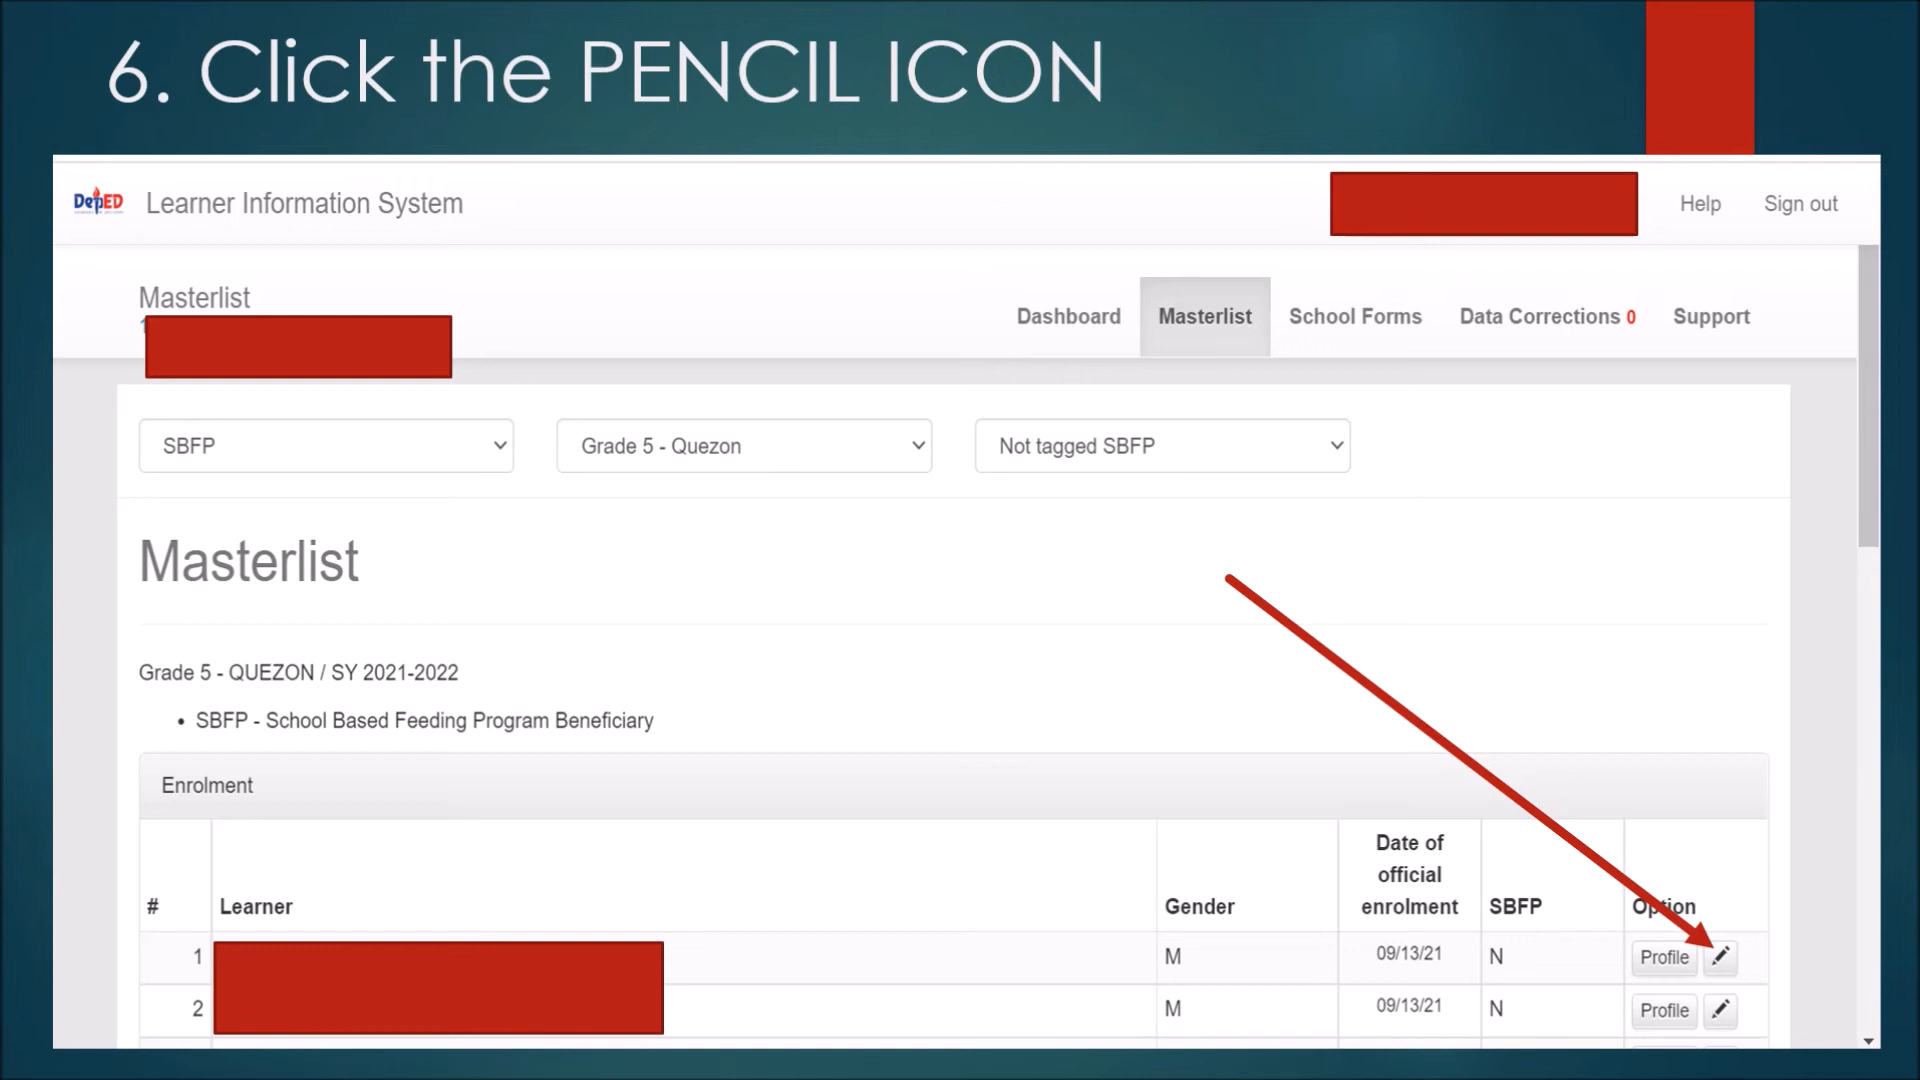 6. Click the PENCIL ICON
DepED
Learner Information System
Help
Sign out
Masterlist
Dashboard
Masterlist
School Forms
Data Corrections 0
Support
SBFP
Grade 5 - Quezon
Not tagged SBFP
Masterlist
Grade 5 - QUEZON / SY 2021-2022
• SBFP - School Based Feeding Program Beneficiary
Enrolment
# Learner Gender Date of official enrolment SBFP Option
1 M 09/13/21 N Profile
2 M 09/13/21 N Profile